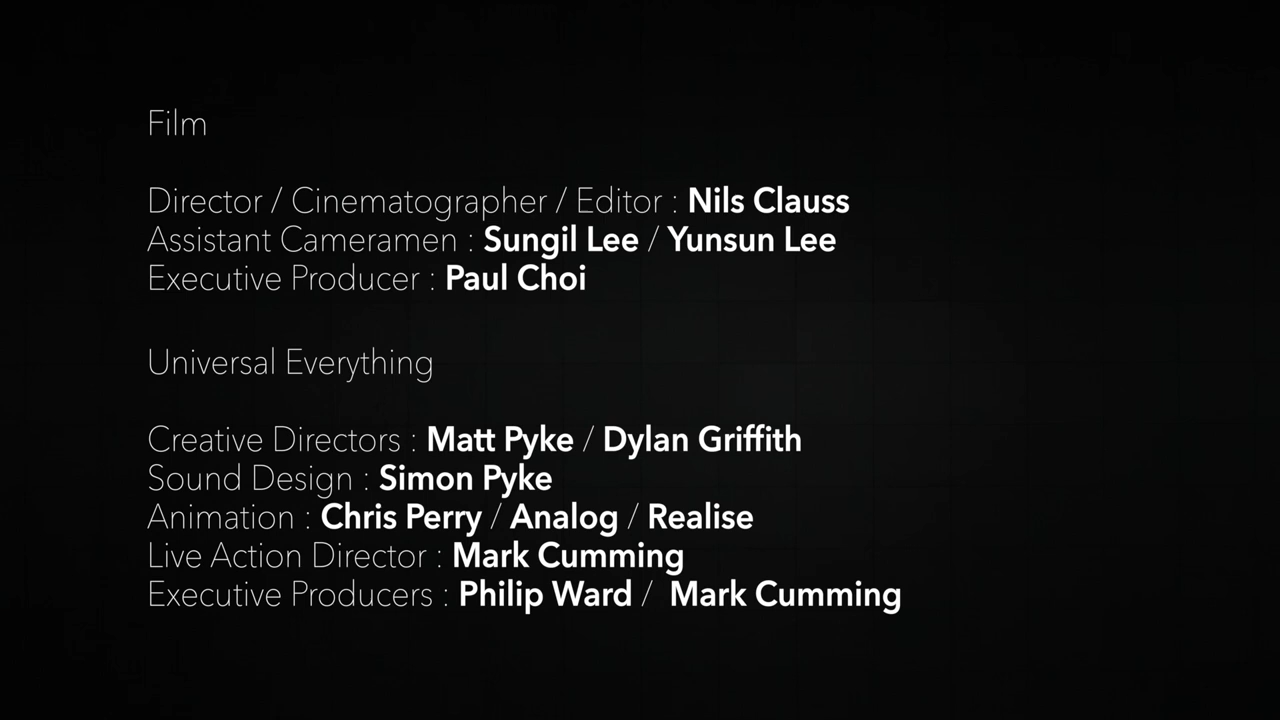 Film
Director / Cinematographer / Editor : Nils Clauss
Assistant Cameramen : Sungil Lee / Yunsun Lee
Executive Producer : Paul Choi
Universal Everything
Creative Directors : Matt Pyke / Dylan Griffith
Sound Design : Simon Pyke
Animation : Chris Perry / Analog / Realise
Live Action Director : Mark Cumming
Executive Producers : Philip Ward / Mark Cumming